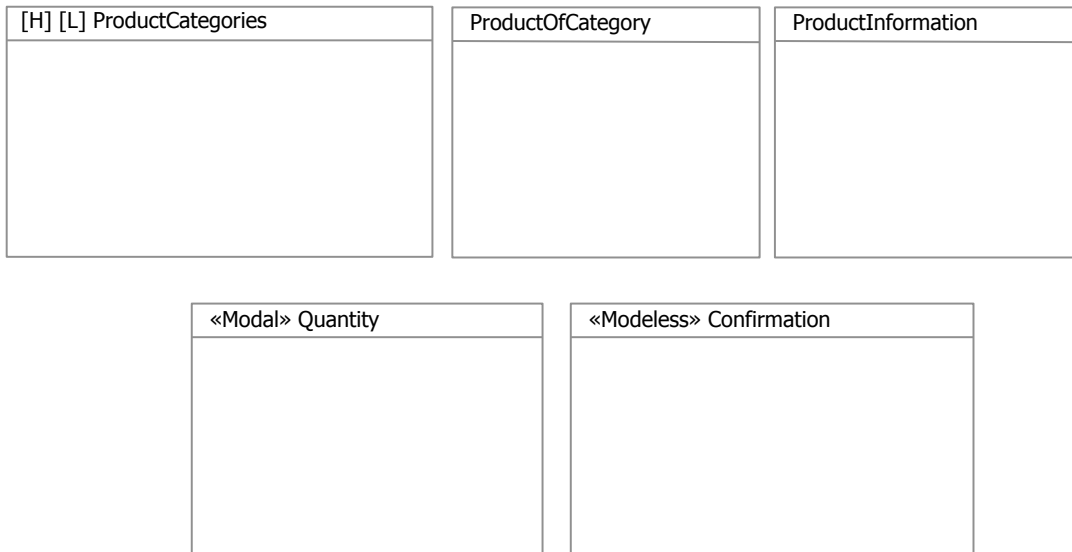 [H] [L] ProductCategories
ProductOfCategory
ProductInformation
«Modal» Quantity
«Modeless» Confirmation